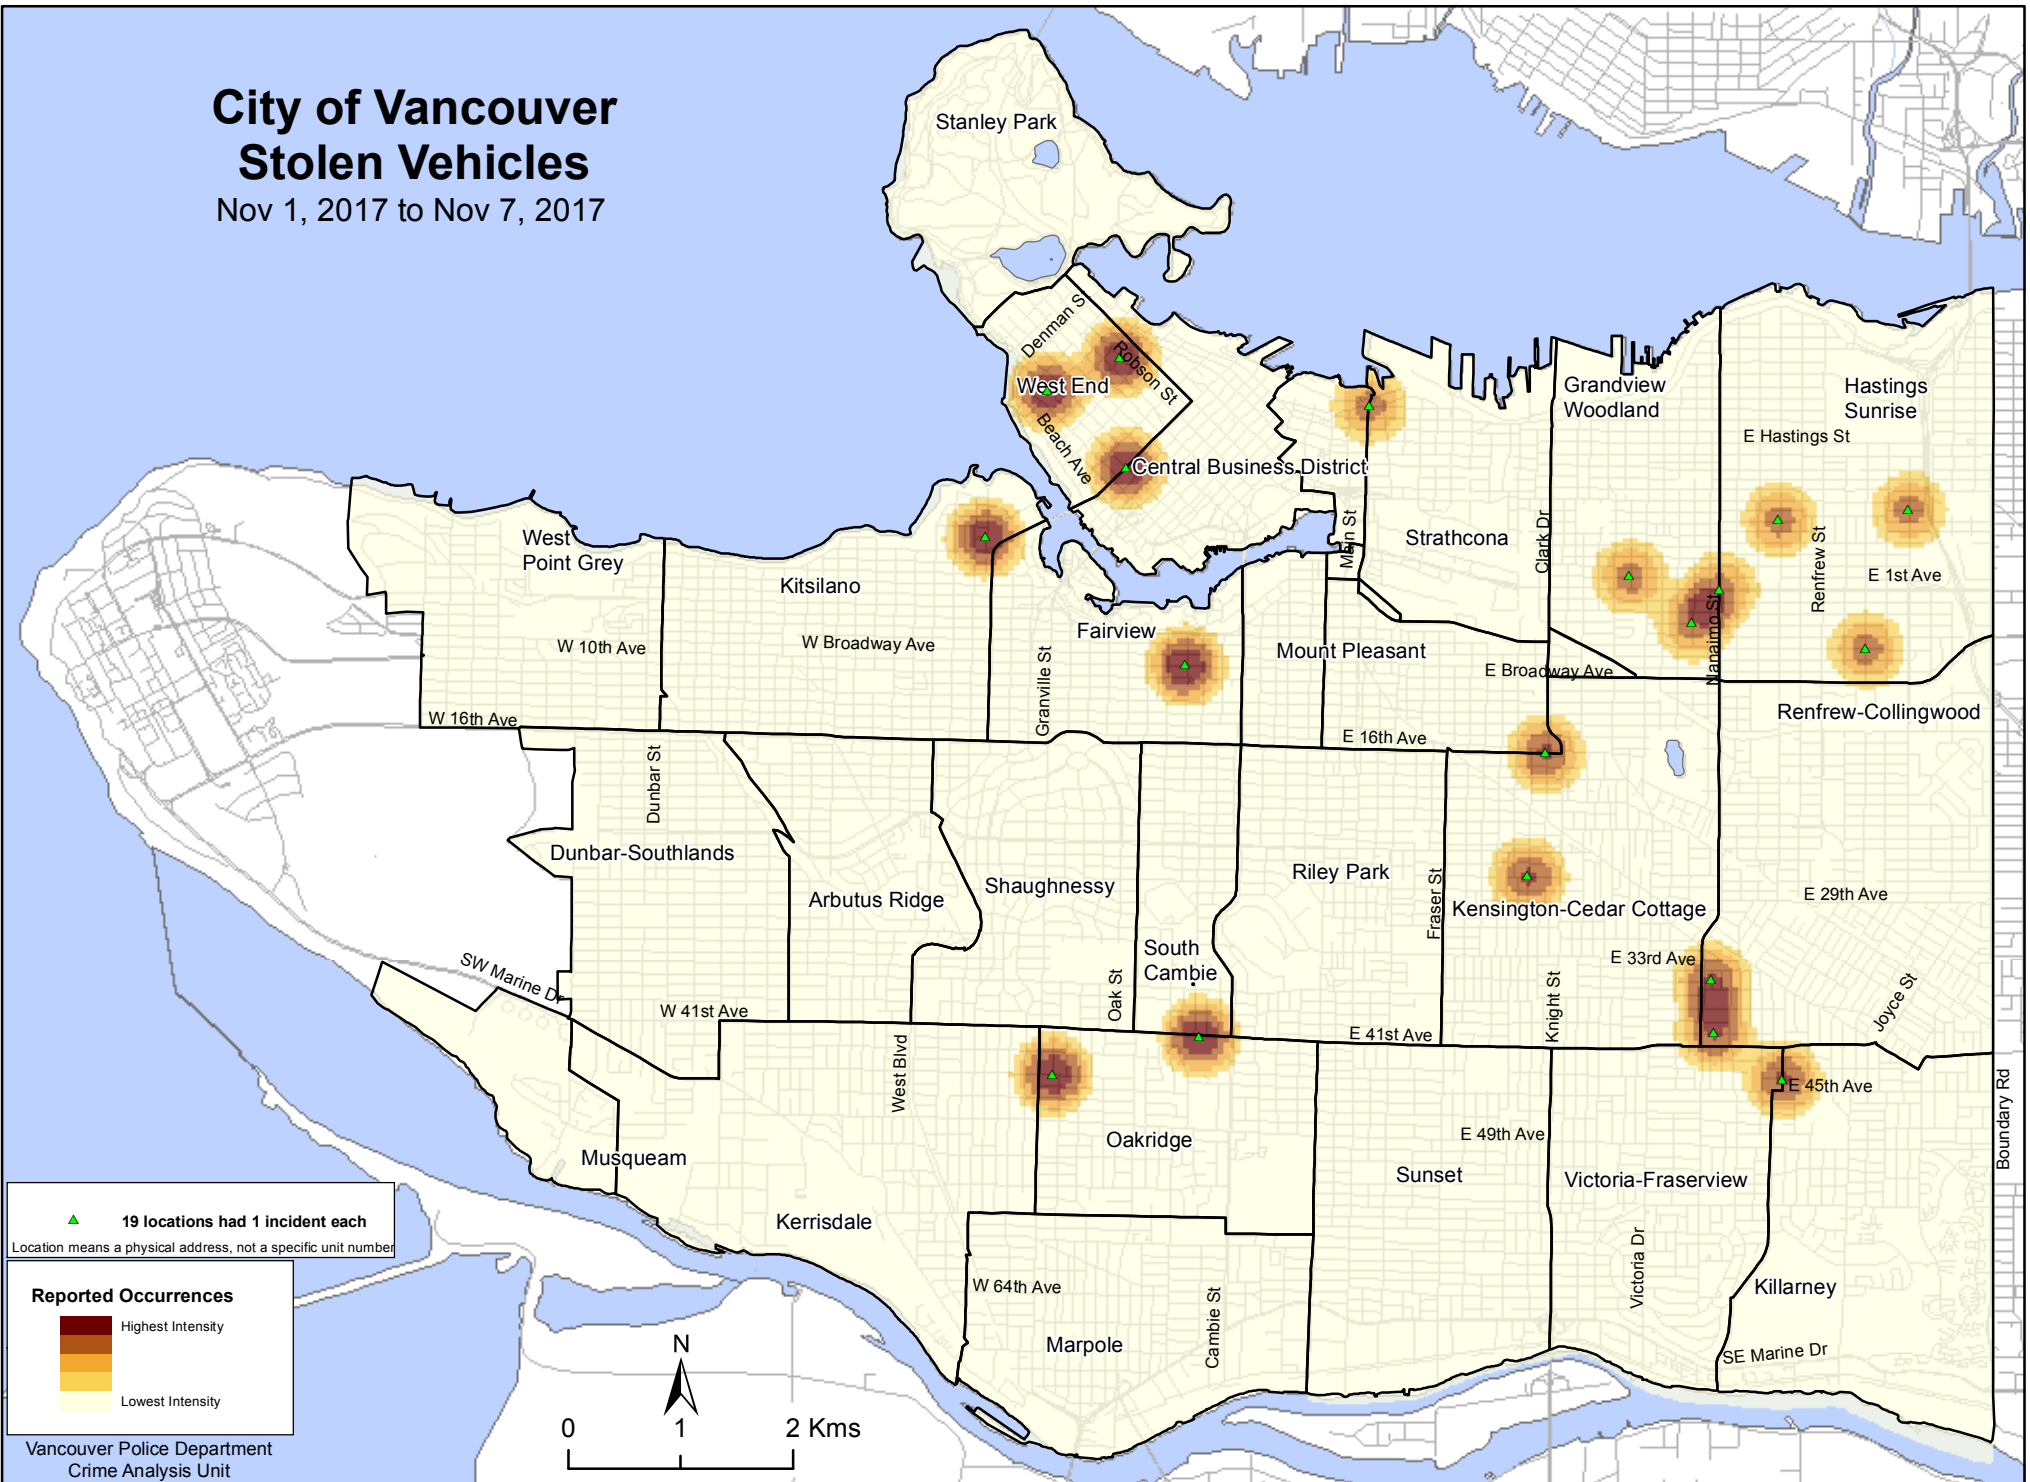 City of Vancouver
Stolen Vehicles
Nov 1, 2017 to Nov 7, 2017
Stanley Park
Denman S
Robson St
West End
Beach Ave
Central Business District
Grandview
Woodland
Hastings
Sunrise
E Hastings St
West
Point Grey
Kitsilano
Main St
Strathcona
Clark Dr
Renfrew St
E 1st Ave
Fairview
Nanaimo St
W 10th Ave
W Broadway Ave
Granville St
Mount Pleasant
E Broadway Ave
W 16th Ave
E 16th Ave
Renfrew-Collingwood
Dunbar St
Dunbar-Southlands
Arbutus Ridge
Shaughnessy
Riley Park
Fraser St
Kensington-Cedar Cottage
E 29th Ave
South
Cambie
E 33rd Ave
SW Marine Dr
Oak St
Knight St
Joyce St
W 41st Ave
E 41st Ave
West Blvd
E 45th Ave
Boundary Rd
Oakridge
E 49th Ave
Musqueam
Sunset
Victoria-Fraserview
Kerrisdale
Victoria Dr
W 64th Ave
Cambie St
Killarney
Marpole
SE Marine Dr
19 locations had 1 incident each
Location means a physical address, not a specific unit number
Reported Occurrences
Highest Intensity
Lowest Intensity
Vancouver Police Department
Crime Analysis Unit
N
0 1 2 Kms